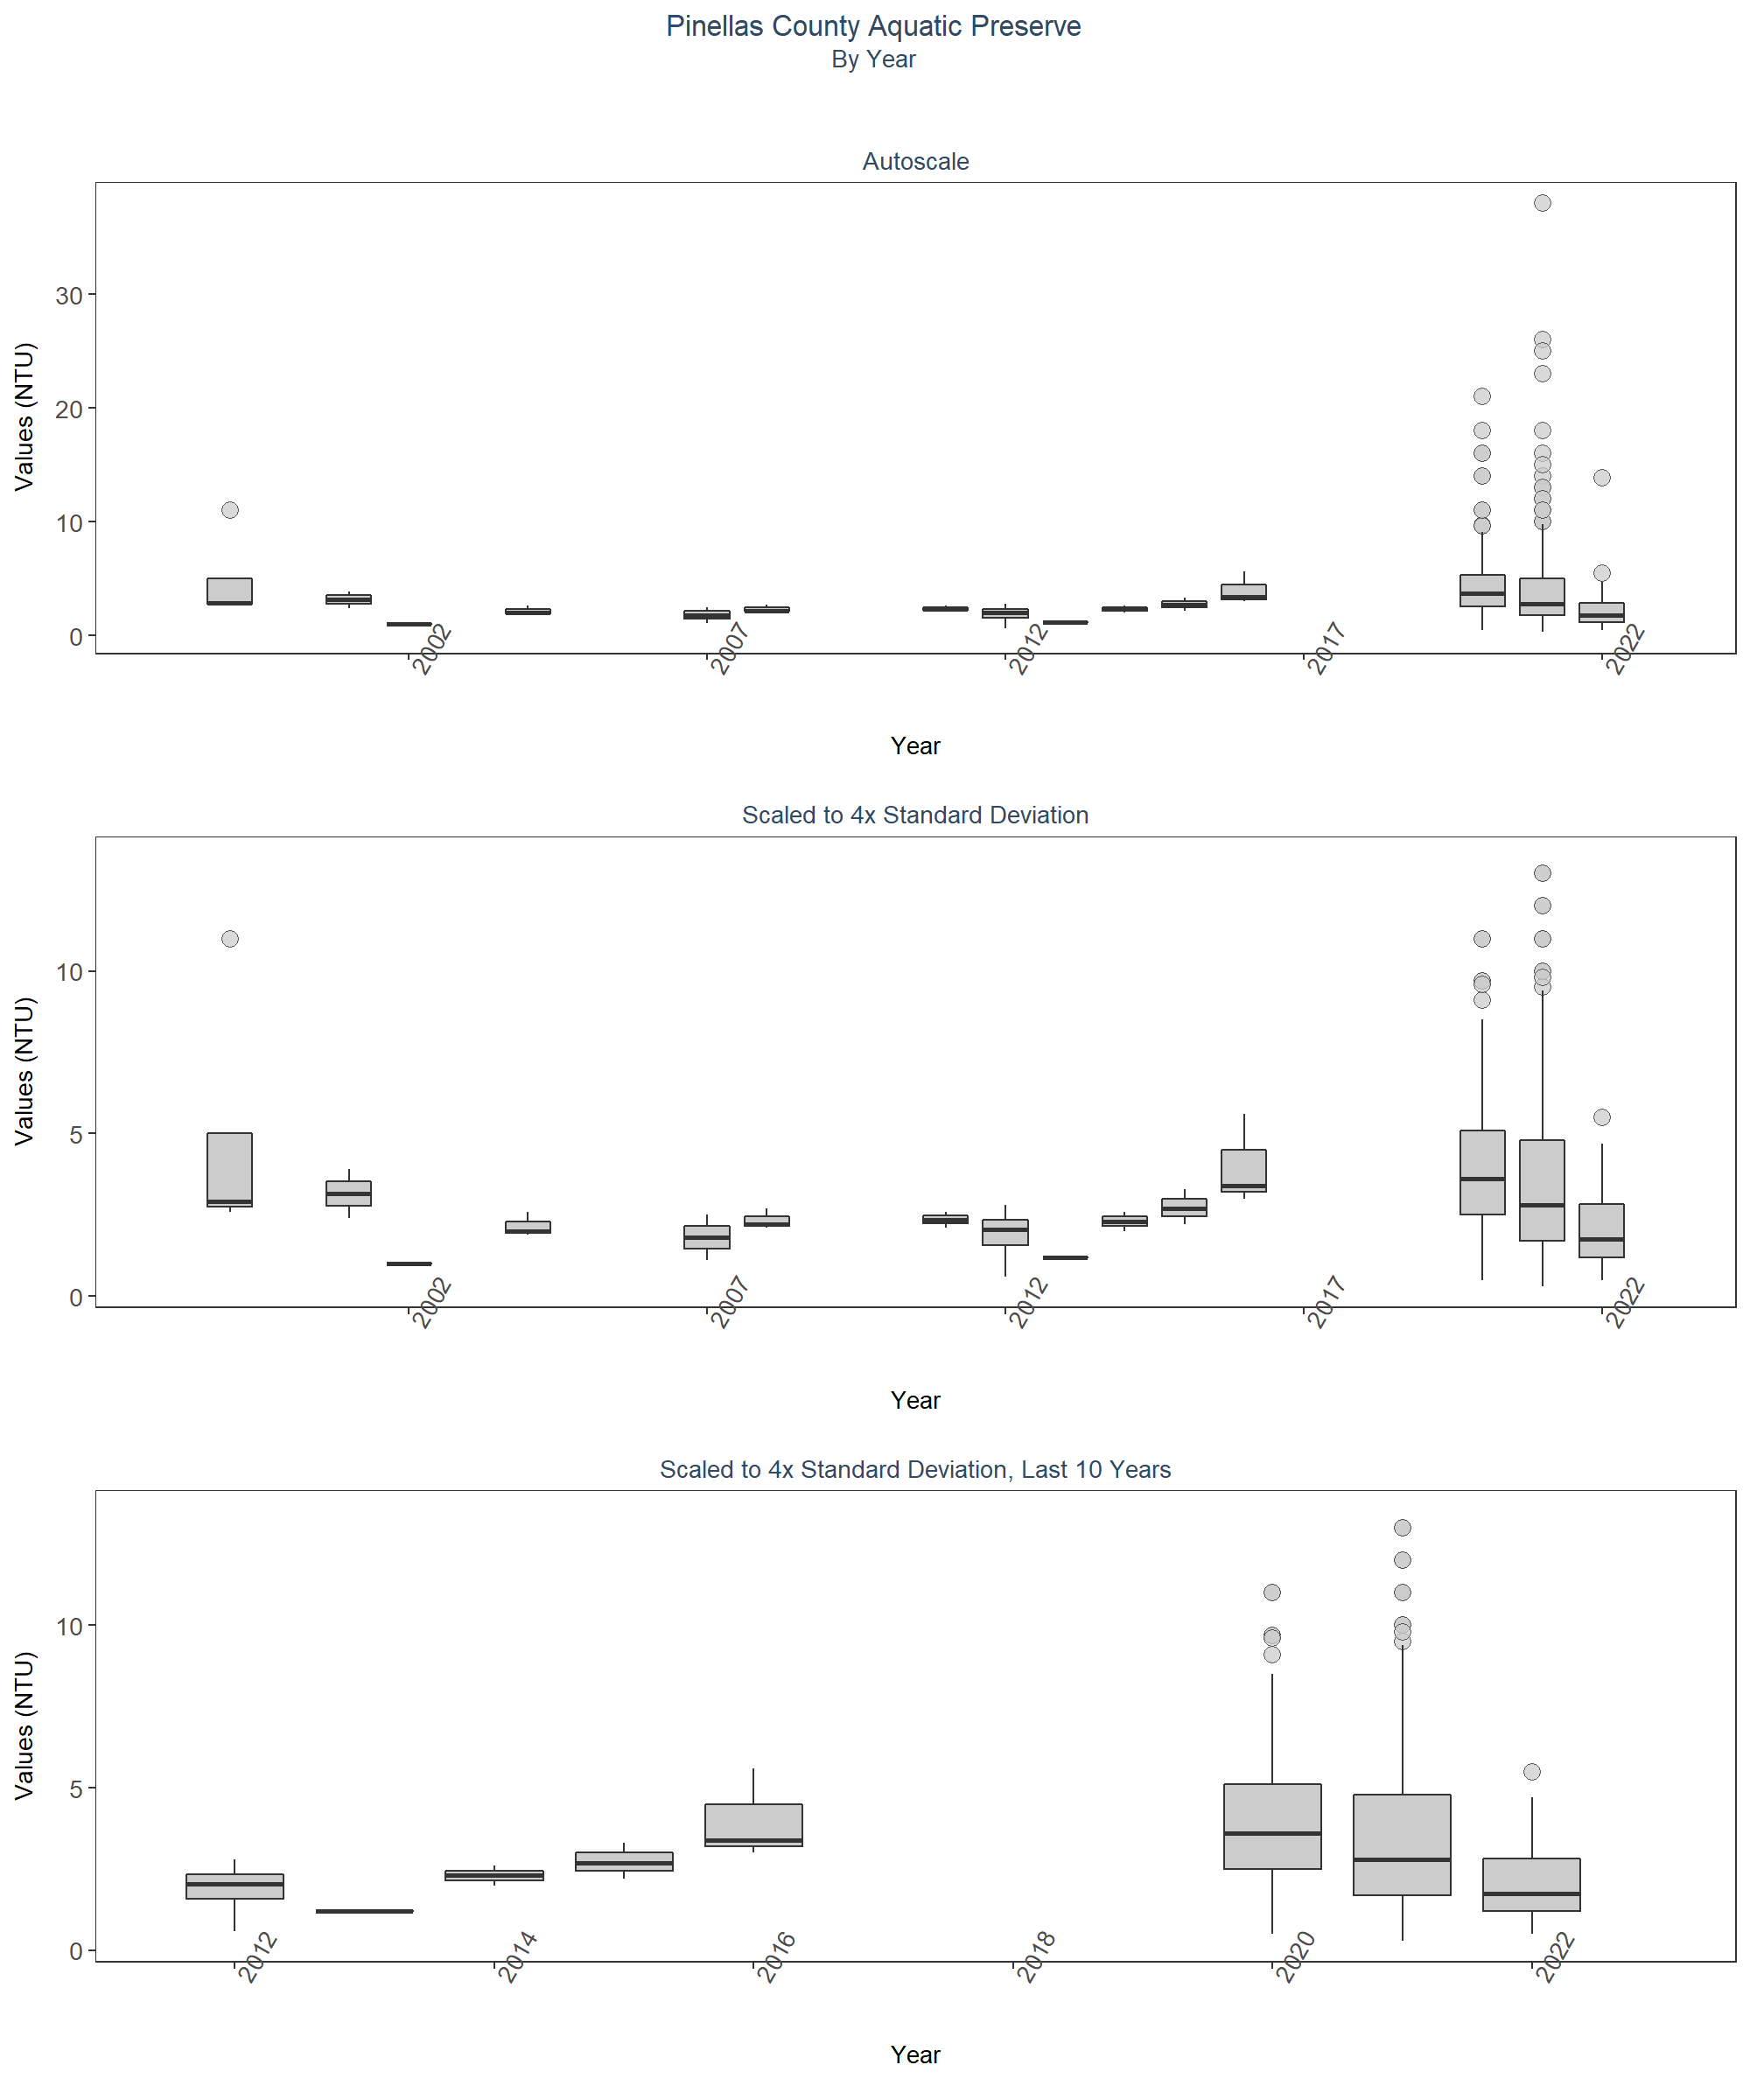 Pinellas County Aquatic Preserve
By Year
Autoscale
Values (NTU)
30
20
10
0
2002
2007
2012
2017
2022
Year
Scaled to 4x Standard Deviation
Values (NTU)
10
5
0
2002
2007
2012
2017
2022
Year
Scaled to 4x Standard Deviation, Last 10 Years
Values (NTU)
10
5
0
2012
2014
2016
2018
2020
2022
Year